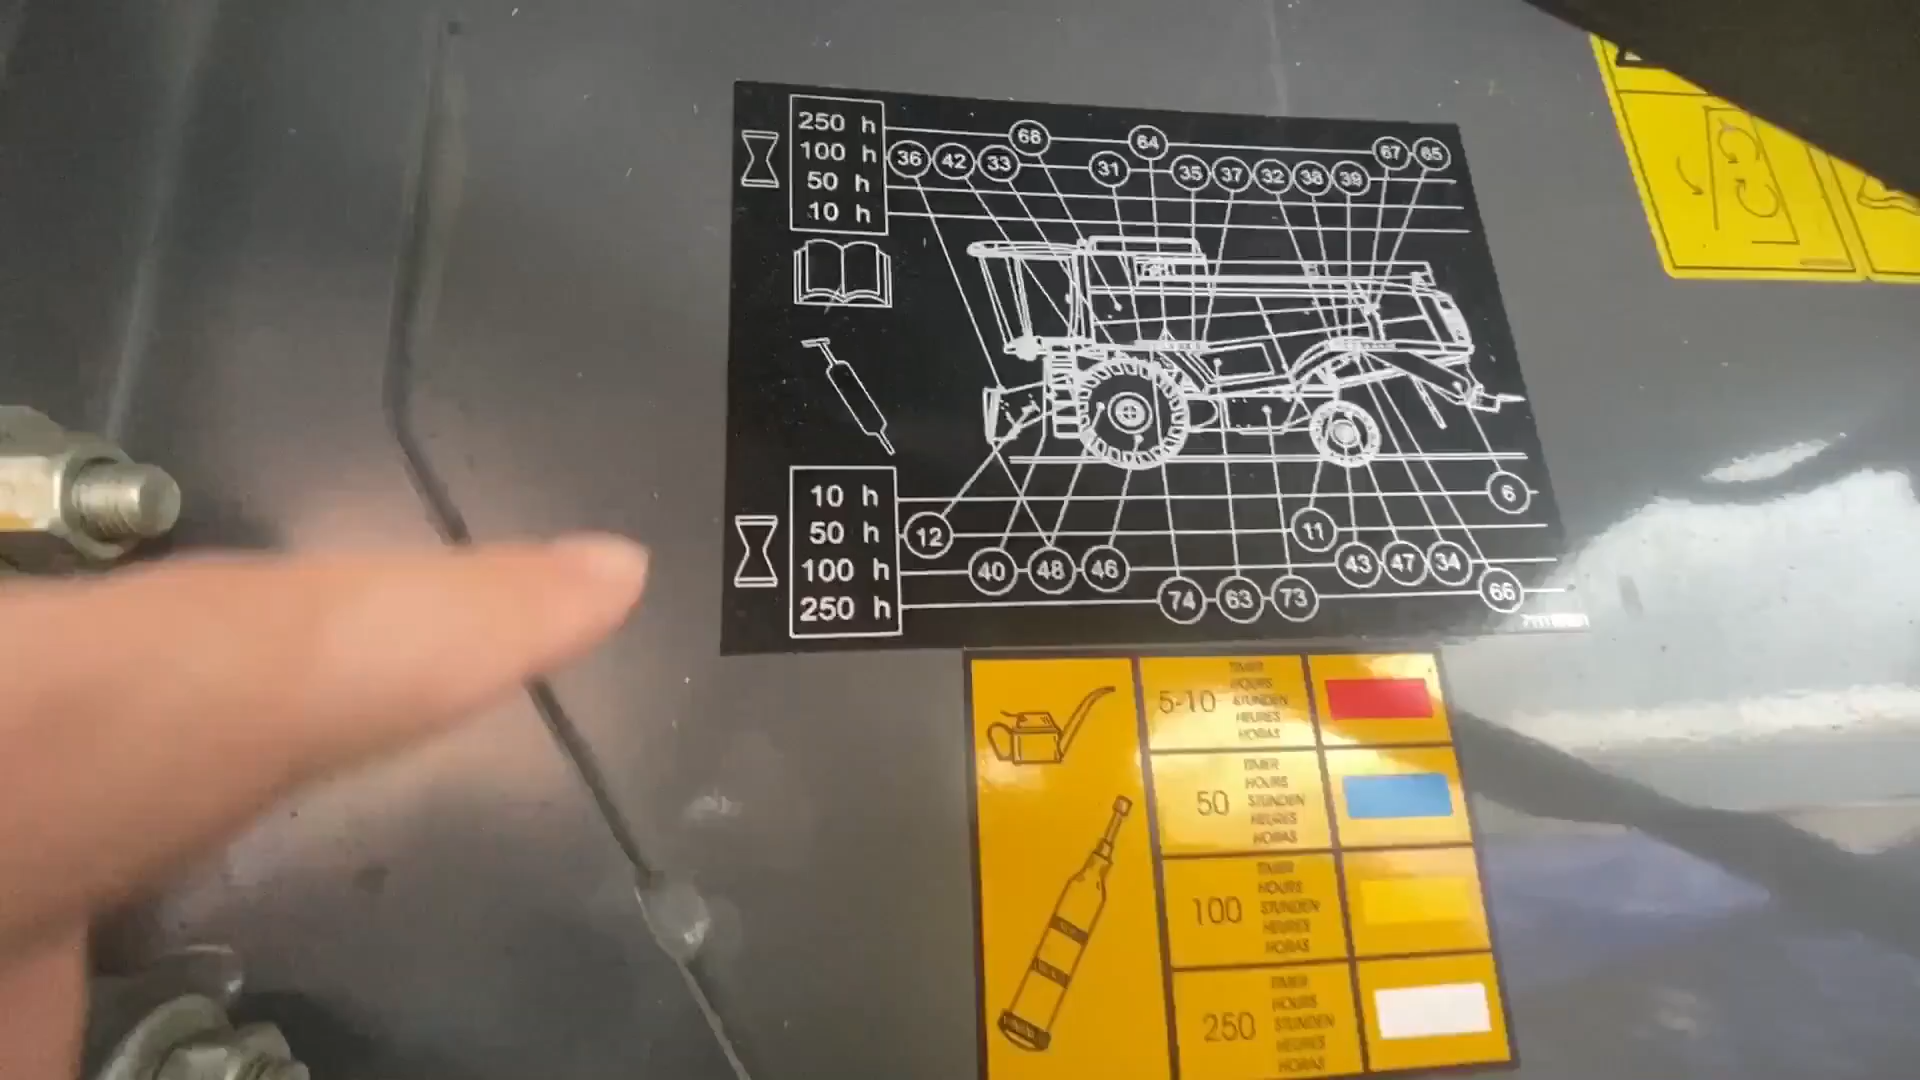 250 h
100 h
50 h
10 h
68
64
67
65
36
42
33
31
35
37
32
38
39
10 h
50 h
100 h
250 h
6
12
11
40
48
46
43
47
34
74
63
73
66
5-10
TIMER
HOURS
STUNDEN
HEURES
HORAS
50
TIMER
HOURS
STUNDEN
HEURES
HORAS
100
TIMER
HOURS
STUNDEN
HEURES
HORAS
250
TIMER
HOURS
STUNDEN
HEURES
HORAS